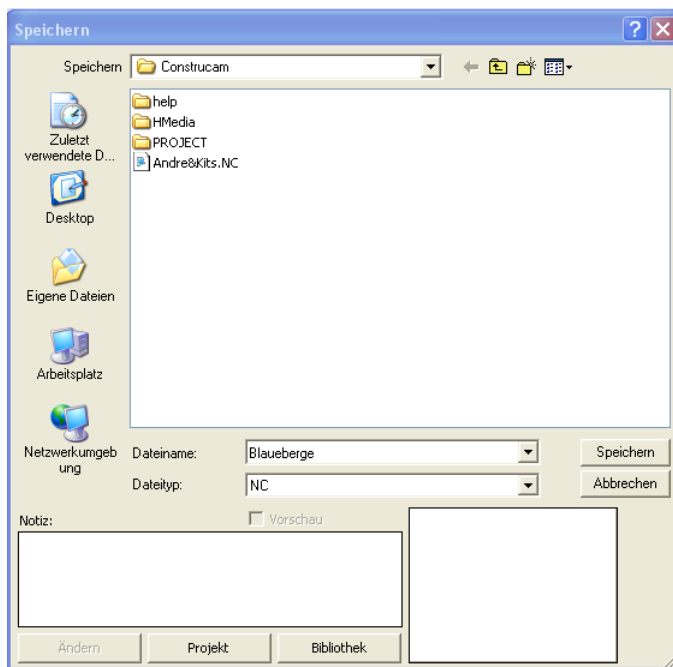 Speichern
Speichern
Construcam
help
HMedia
PROJECT
Andre&Kits.NC
Zuletzt
verwendete D...
Desktop
Eigene Dateien
Arbeitsplatz
Netzwerkumgeb
ung
Dateiname:
Blaueberge
Speichern
Dateityp:
NC
Abbrechen
Notiz:
Vorschau
Ändern
Projekt
Bibliothek